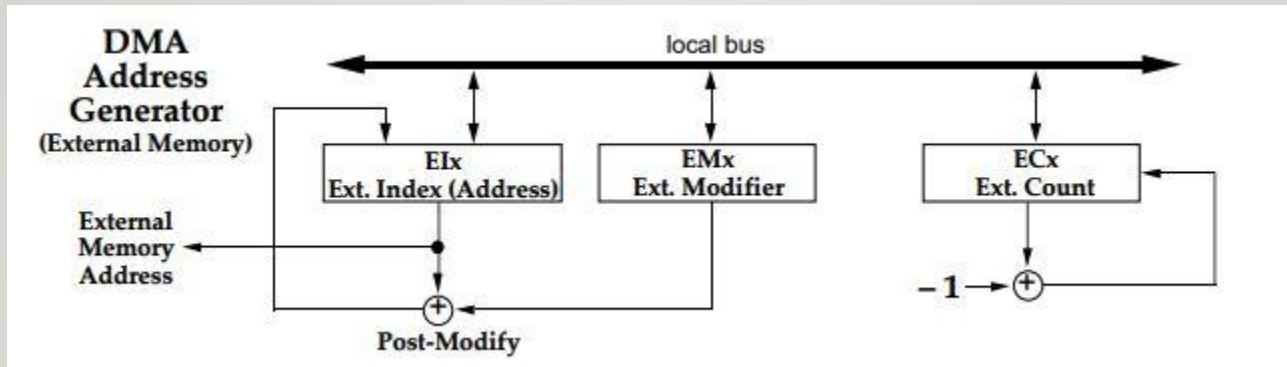 DMA
Address
Generator
(External Memory)
local bus
EIx
Ext. Index (Address)
EMx
Ext. Modifier
ECx
Ext. Count
External
Memory
Address
+
Post-Modify
– 1
+